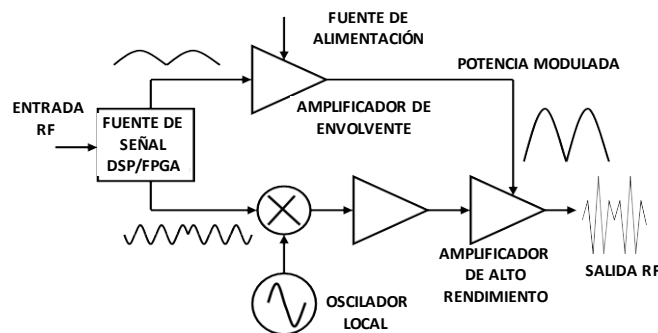 FUENTE DE
ALIMENTACIÓN
POTENCIA MODULADA
ENTRADA
RF
FUENTE DE
SEÑAL
DSP/FPGA
AMPLIFICADOR DE
ENVOLVENTE
AMPLIFICADOR
DE ALTO
RENDIMIENTO
SALIDA RF
OSCILADOR
LOCAL